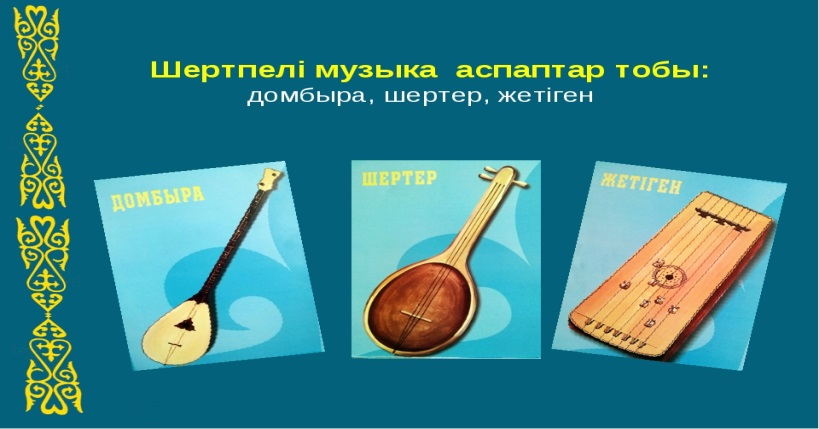 Шертпелі музыка  аспаптар тобы:
домбыра, шертер, жетіген
ДОМБЫРА
ШЕРТЕР
ЖЕТІГЕН